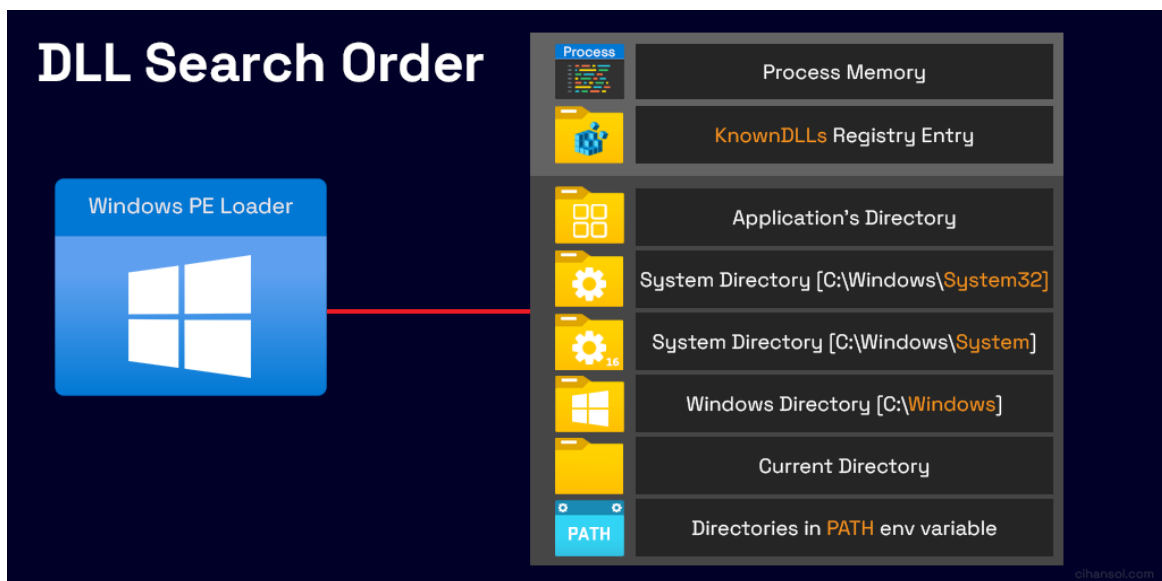 DLL Search Order
Windows PE Loader
Process
Process Memory
KnownDLLs Registry Entry
Application's Directory
System Directory [C:\Windows\System32]
16
System Directory [C:\Windows\System]
Windows Directory [C:\Windows]
Current Directory
PATH
Directories in PATH env variable
cihansol.com